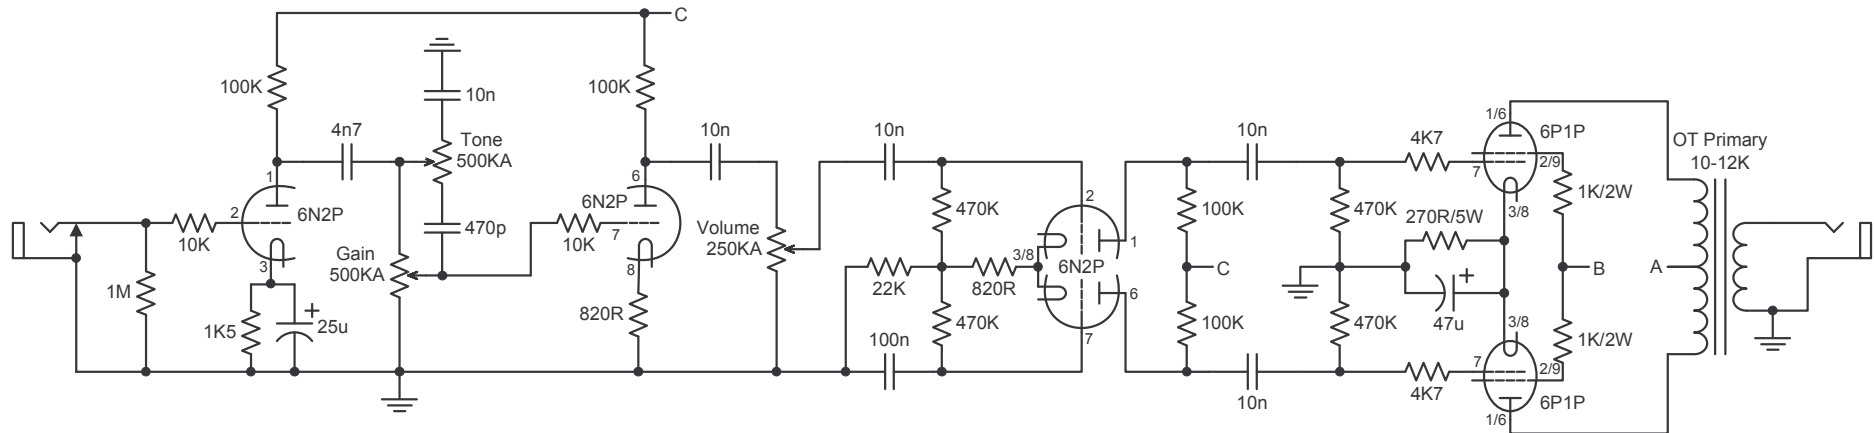 C
100K
10n
4n7
Tone
500KA
1
6N2P
2
10K
3
1M
1K5
25u
470p
Gain
500KA
100K
6
6N2P
10K
7
8
820R
10n
Volume
250KA
10n
470K
22K
820R
470K
100n
2
3/8
6N2P
1
6
7
100K
C
100K
10n
10n
470K
470K
4K7
270R/5W
47u
4K7
1/6
6P1P
7
2/9
3/8
1K/2W
B
3/8
1K/2W
7
2/9
6P1P
1/6
OT Primary
10-12K
A